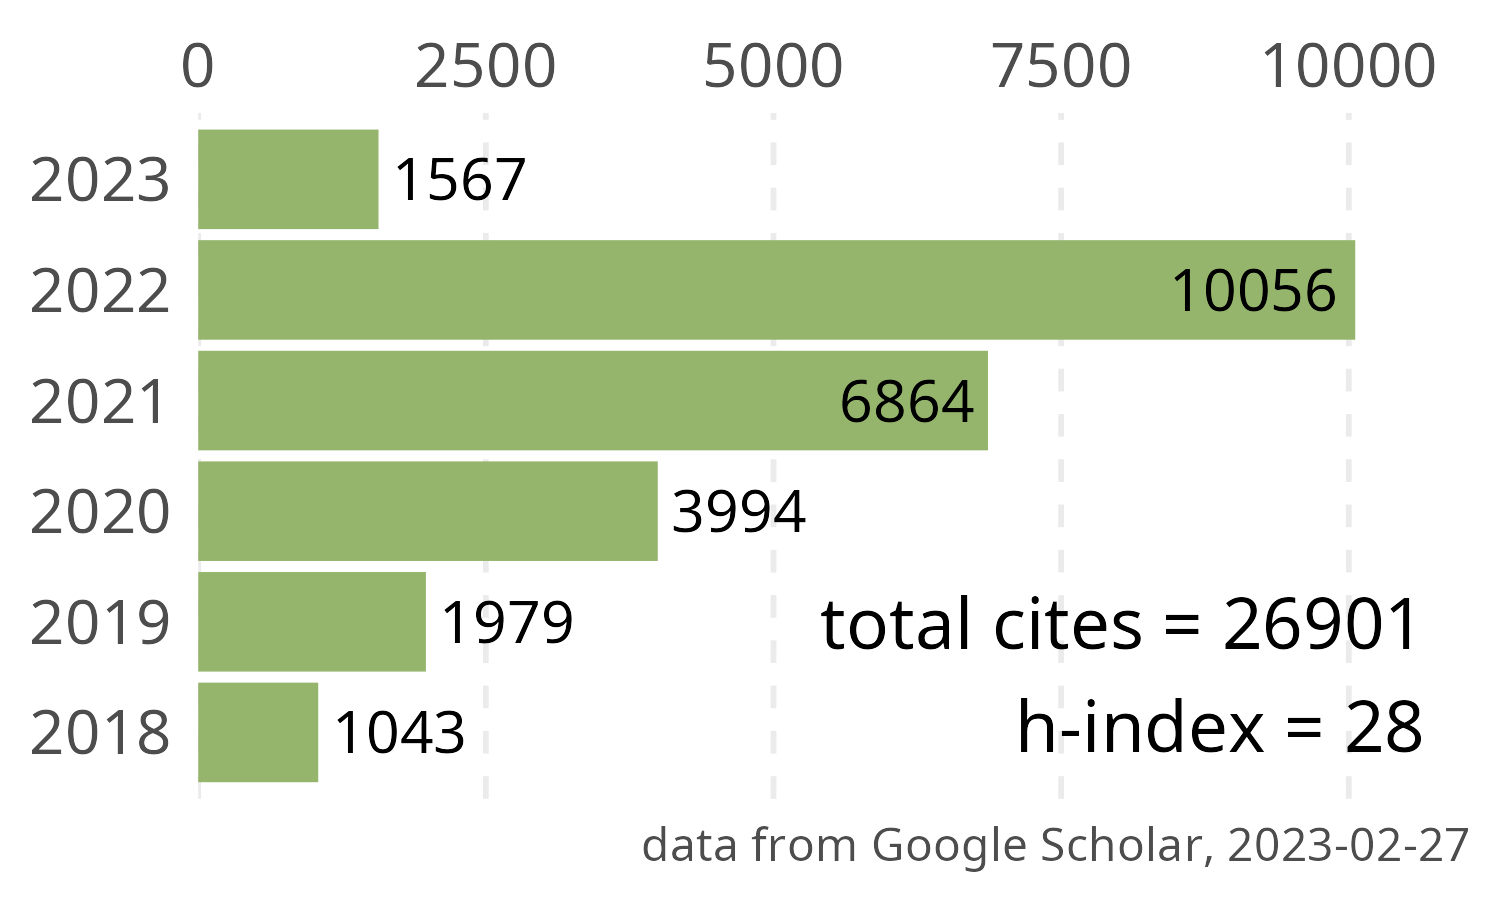 0 2500 5000 7500 10000
2023 1567
2022 10056
2021 6864
2020 3994
2019 1979
total cites = 26901
2018 1043
h-index = 28
data from Google Scholar, 2023-02-27